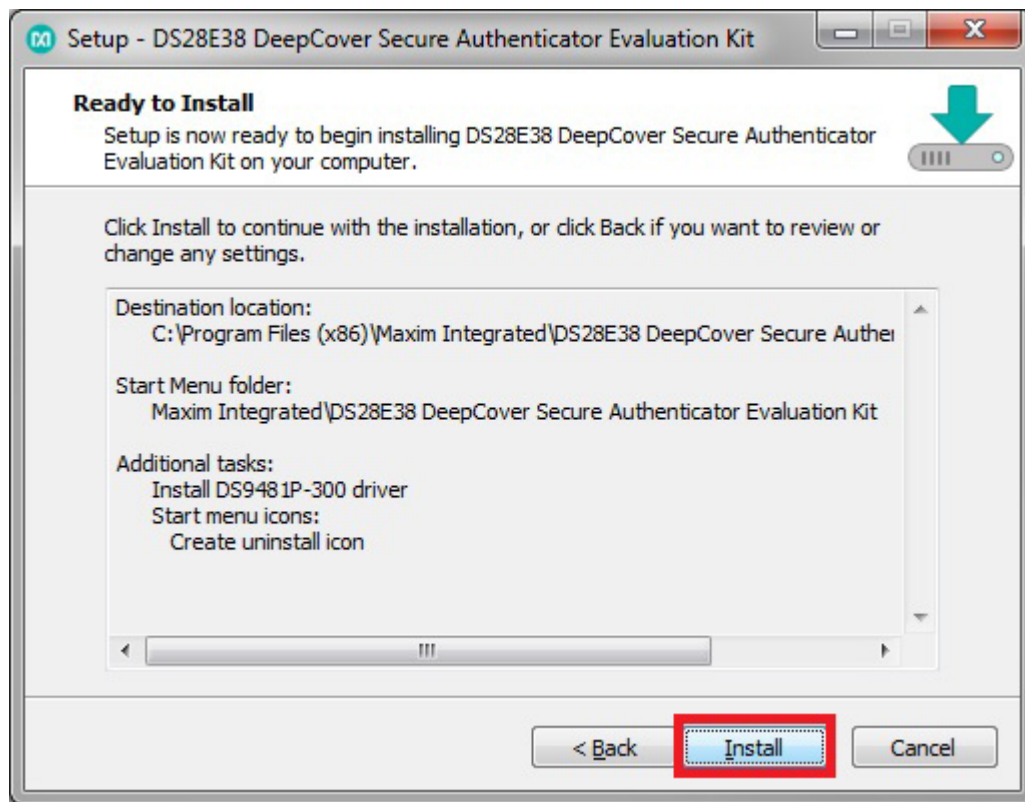 Setup - DS28E38 DeepCover Secure Authenticator Evaluation Kit
Ready to Install
Setup is now ready to begin installing DS28E38 DeepCover Secure Authenticator
Evaluation Kit on your computer.
Click Install to continue with the installation, or click Back if you want to review or
change any settings.
Destination location:
C:\Program Files (x86)\Maxim Integrated\DS28E38 DeepCover Secure Authe
Start Menu folder:
Maxim Integrated\DS28E38 DeepCover Secure Authenticator Evaluation Kit
Additional tasks:
Install DS9481P-300 driver
Start menu icons:
Create uninstall icon
< Back
Install
Cancel